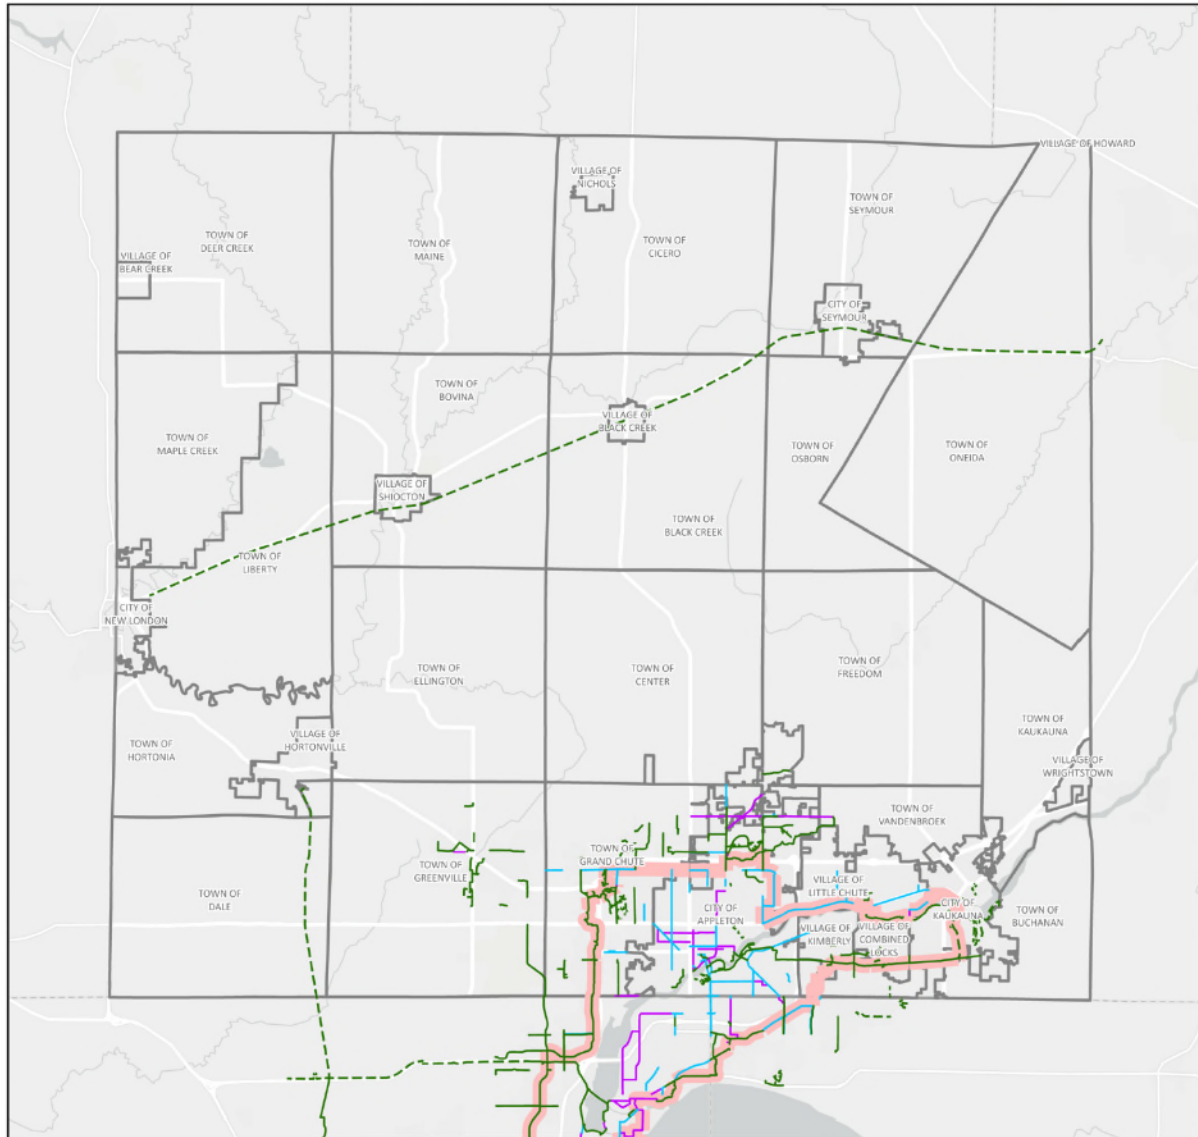 VILLAGE OF HOWARD
VILLAGE OF
NICHOLS
TOWN OF
SEYMOUR
TOWN OF
DEER CREEK
TOWN OF
MAINE
TOWN OF
CICERO
VILLAGE OF
BEAR CREEK
CITY OF
SEYMOUR
TOWN OF
BOVINA
VILLAGE OF
BLACK CREEK
TOWN OF
MAPLE CREEK
TOWN OF
OSBORN
TOWN OF
ONEIDA
VILLAGE OF
SHIOCTON
TOWN OF
BLACK CREEK
TOWN OF
LIBERTY
CITY OF
NEW LONDON
TOWN OF
ELLINGTON
TOWN OF
CENTER
TOWN OF
FREEDOM
TOWN OF
HORTONIA
VILLAGE OF
HORTONVILLE
TOWN OF
KAUKAUNA
VILLAGE OF
WRIGHTSTOWN
TOWN OF
VANDENBROEK
TOWN OF
GRAND CHUTE
TOWN OF
GREENVILLE
VILLAGE OF
LITTLE CHUTE
TOWN OF
DALE
CITY OF
APPLETON
CITY OF
KAUKAUNA
TOWN OF
BUCHANAN
VILLAGE OF
KIMBERLY
VILLAGE OF
COMBINED
LOCKS